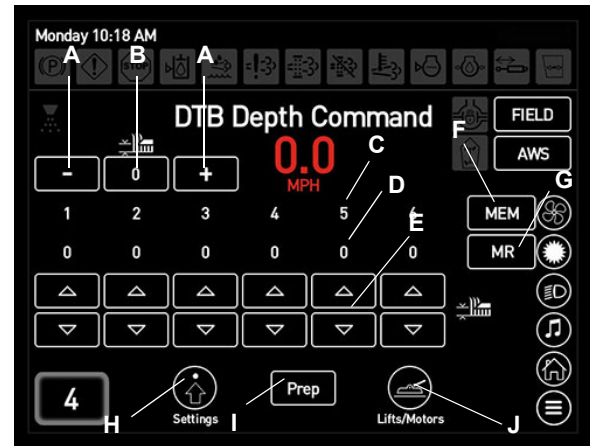 Monday 10:18 AM
A B A
STOP
DTB Depth Command
F
FIELD
0.0
MPH
C
AWS
- 0 +
D
G
1 2 3 4 5 6
MEM
E
0 0 0 0 0 0
MR
4
Prep
H
Settings
I
Lifts/Motors
J